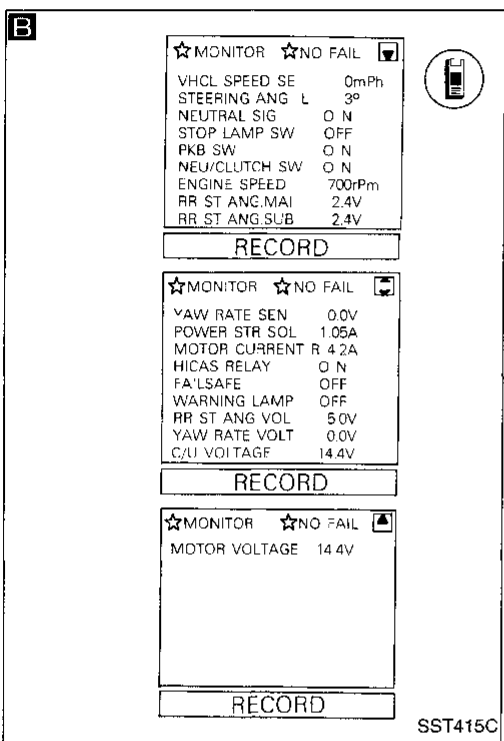 B
☆MONITOR ☆NO FAIL
VHCL SPEED SE 0mPh
STEERING ANG L 3º
NEUTRAL SIG O N
STOP LAMP SW OFF
PKB SW O N
NEU/CLUTCH SW O N
ENGINE SPEED 700rPm
RR ST ANG.MAI 2.4V
RR ST ANG.SUB 2.4V
RECORD
☆MONITOR ☆NO FAIL
YAW RATE SEN 0.0V
POWER STR SOL 1.05A
MOTOR CURRENT R 4.2A
HICAS RELAY O N
FAILSAFE OFF
WARNING LAMP OFF
RR ST ANG VOL 5.0V
YAW RATE VOLT 0.0V
C/U VOLTAGE 14.4V
RECORD
☆MONITOR ☆NO FAIL
MOTOR VOLTAGE 14.4V
RECORD
SST415C